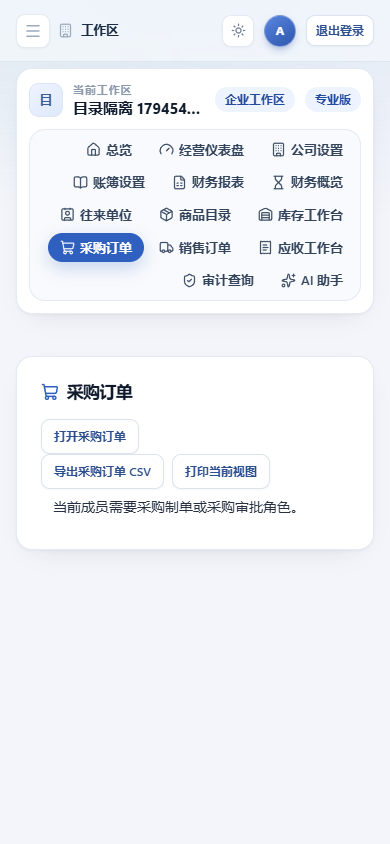 工作区
A
退出登录
目
当前工作区
目录隔离 179454...
企业工作区
专业版
总览
经营仪表盘
公司设置
账簿设置
财务报表
财务概览
往来单位
商品目录
库存工作台
采购订单
销售订单
应收工作台
审计查询
AI 助手
采购订单
打开采购订单
导出采购订单 CSV
打印当前视图
当前成员需要采购制单或采购审批角色。